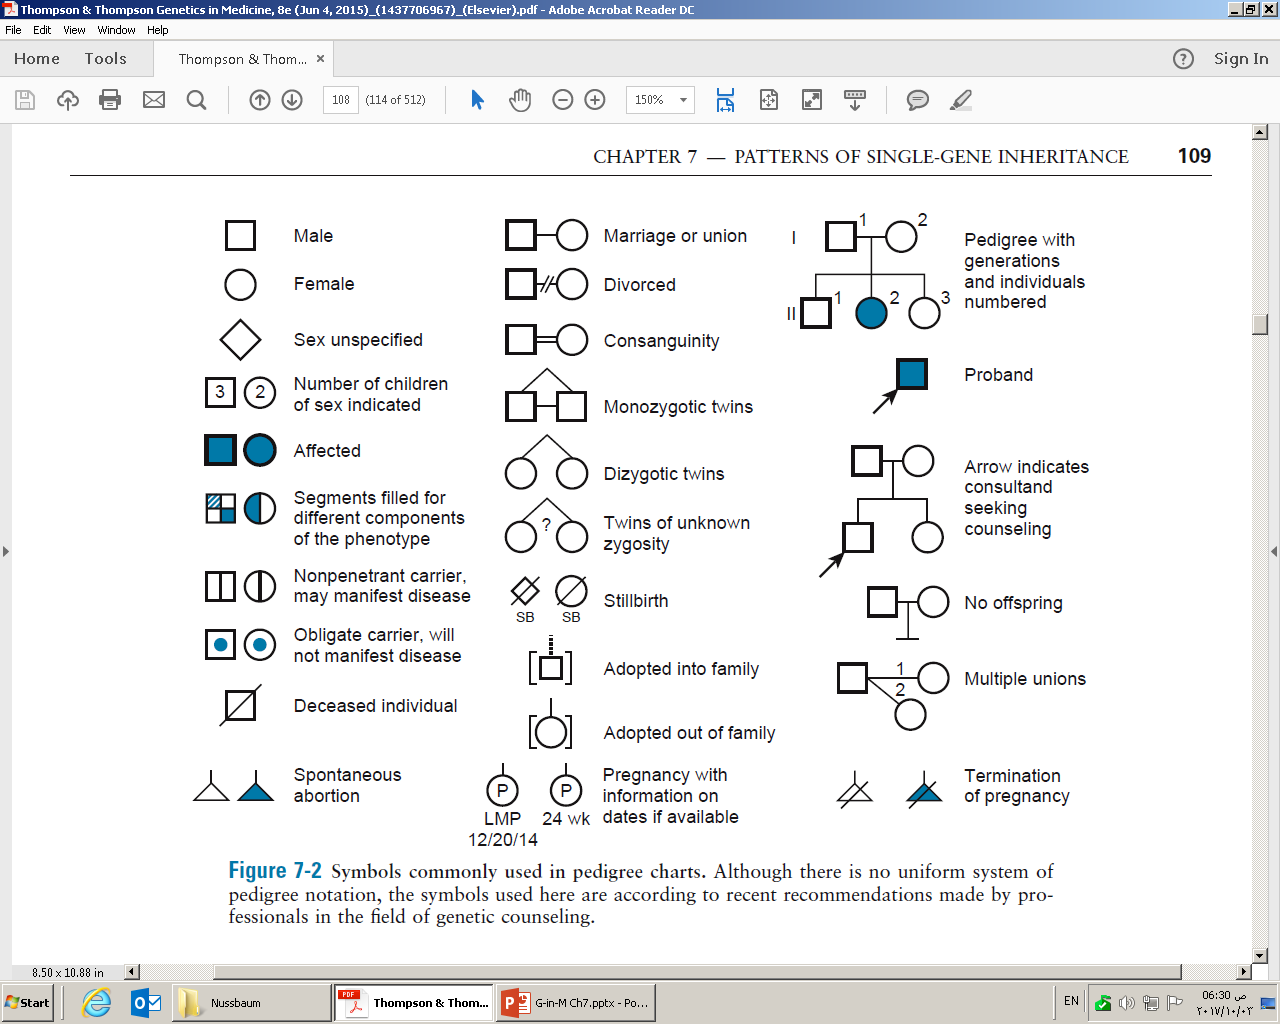 Thompson & Thompson Genetics in Medicine, 8e (Jun 4, 2015)_(1437706967)_(Elsevier).pdf - Adobe Acrobat Reader DC
File Edit View Window Help
Home Tools Thompson & Thom... × ? Sign In
108 (114 of 512) 150%
CHAPTER 7 — PATTERNS OF SINGLE-GENE INHERITANCE 109
Male
Female
Sex unspecified
3 2 Number of children
of sex indicated
Affected
Segments filled for
different components
of the phenotype
Nonpenetrant carrier,
may manifest disease
Obligate carrier, will
not manifest disease
Deceased individual
Spontaneous
abortion
Marriage or union
Divorced
Consanguinity
Monozygotic twins
Dizygotic twins
? Twins of unknown
zygosity
Stillbirth
SB SB
Adopted into family
Adopted out of family
P P Pregnancy with
information on
LMP 24 wk dates if available
12/20/14
I 1 2
II 1 2 3
Pedigree with
generations
and individuals
numbered
Proband
Arrow indicates
consultand
seeking
counseling
No offspring
1
2
Multiple unions
Termination
of pregnancy
Figure 7-2 Symbols commonly used in pedigree charts. Although there is no uniform system of
pedigree notation, the symbols used here are according to recent recommendations made by pro-
fessionals in the field of genetic counseling.
8.50 x 10.88 in
Start Nussbaum PDF Thompson & Thom... G-in-M Ch7.pptx - Po... EN 06:30 ص
٢٠١٧/١٠/٠٣